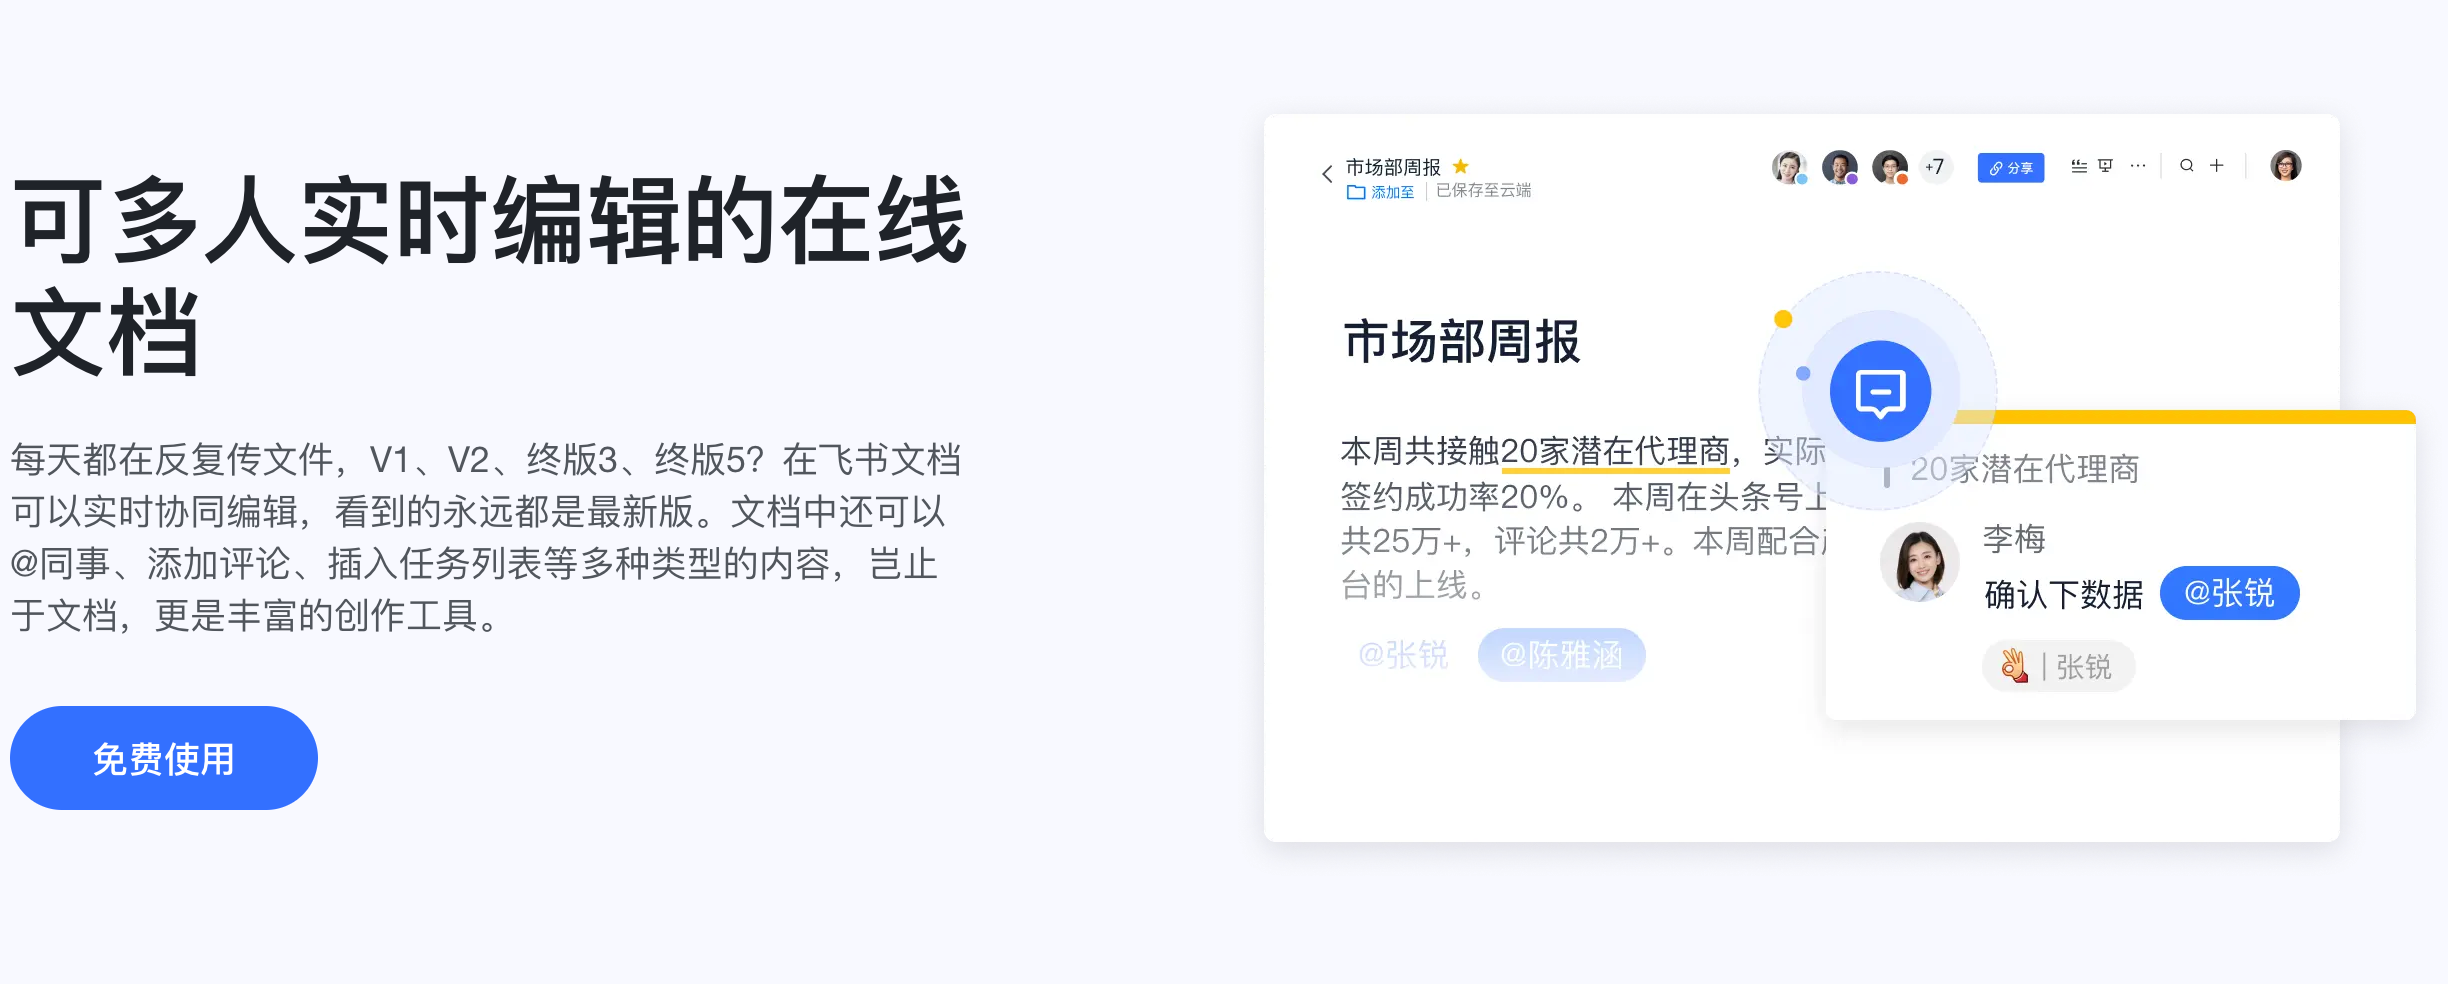 可多人实时编辑的在线
文档
每天都在反复传文件，V1、V2、终版3、终版5？在飞书文档
可以实时协同编辑，看到的永远都是最新版。文档中还可以
@同事、添加评论、插入任务列表等多种类型的内容，岂止
于文档，更是丰富的创作工具。
免费使用
市场部周报
添加至 已保存至云端
+7
分享
市场部周报
本周共接触20家潜在代理商，实际
签约成功率20%。 本周在头条号上
共25万+，评论共2万+。本周配合
台的上线。
@张锐 @陈雅涵
20家潜在代理商
李梅
确认下数据 @张锐
张锐